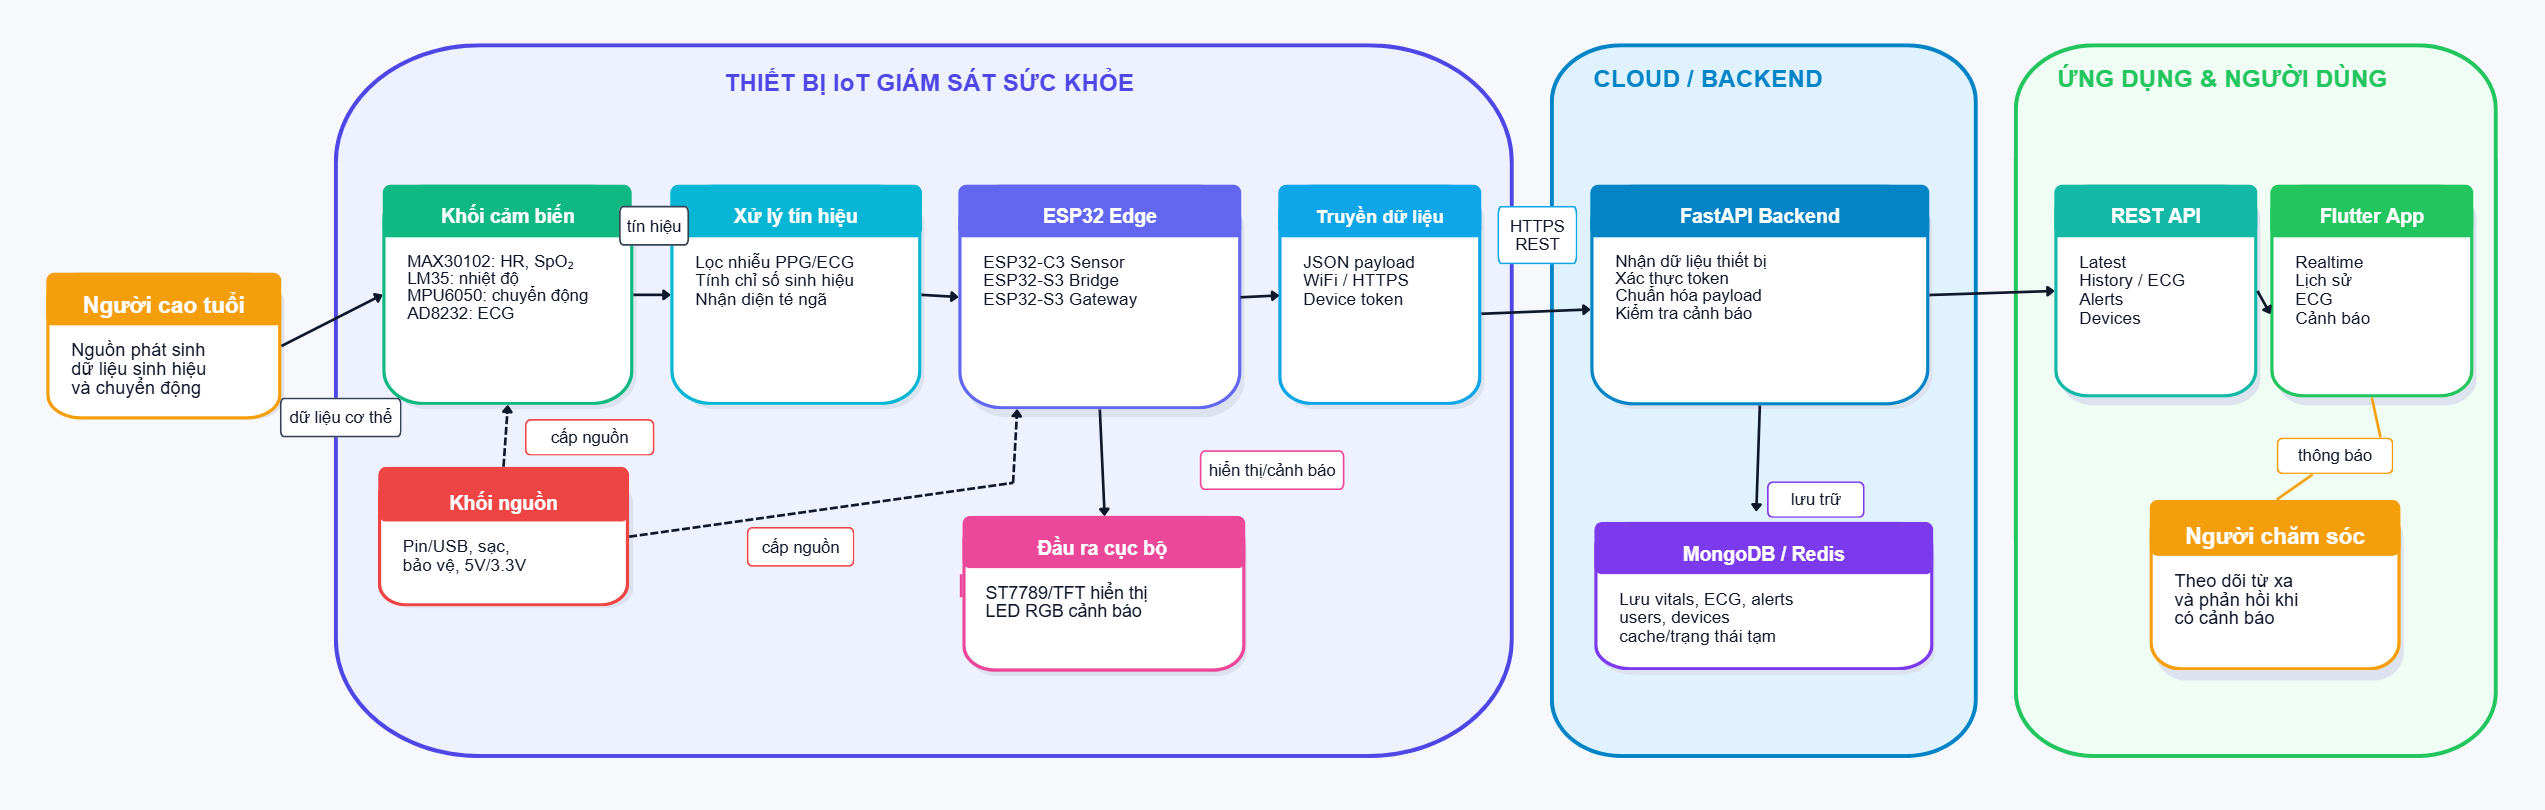 THIẾT BỊ IoT GIÁM SÁT SỨC KHỎE
CLOUD / BACKEND
ỨNG DỤNG & NGƯỜI DÙNG
Người cao tuổi
Nguồn phát sinh
dữ liệu sinh hiệu
và chuyển động
dữ liệu cơ thể
Khối cảm biến
MAX30102: HR, SpO₂
LM35: nhiệt độ
MPU6050: chuyển động
AD8232: ECG
tín hiệu
Xử lý tín hiệu
Lọc nhiễu PPG/ECG
Tính chỉ số sinh hiệu
Nhận diện té ngã
ESP32 Edge
ESP32-C3 Sensor
ESP32-S3 Bridge
ESP32-S3 Gateway
Truyền dữ liệu
JSON payload
WiFi / HTTPS
Device token
HTTPS
REST
FastAPI Backend
Nhận dữ liệu thiết bị
Xác thực token
Chuẩn hóa payload
Kiểm tra cảnh báo
REST API
Latest
History / ECG
Alerts
Devices
Flutter App
Realtime
Lịch sử
ECG
Cảnh báo
cấp nguồn
Khối nguồn
Pin/USB, sạc,
bảo vệ, 5V/3.3V
cấp nguồn
hiển thị/cảnh báo
Đầu ra cục bộ
ST7789/TFT hiển thị
LED RGB cảnh báo
lưu trữ
MongoDB / Redis
Lưu vitals, ECG, alerts
users, devices
cache/trạng thái tạm
thông báo
Người chăm sóc
Theo dõi từ xa
và phản hồi khi
có cảnh báo